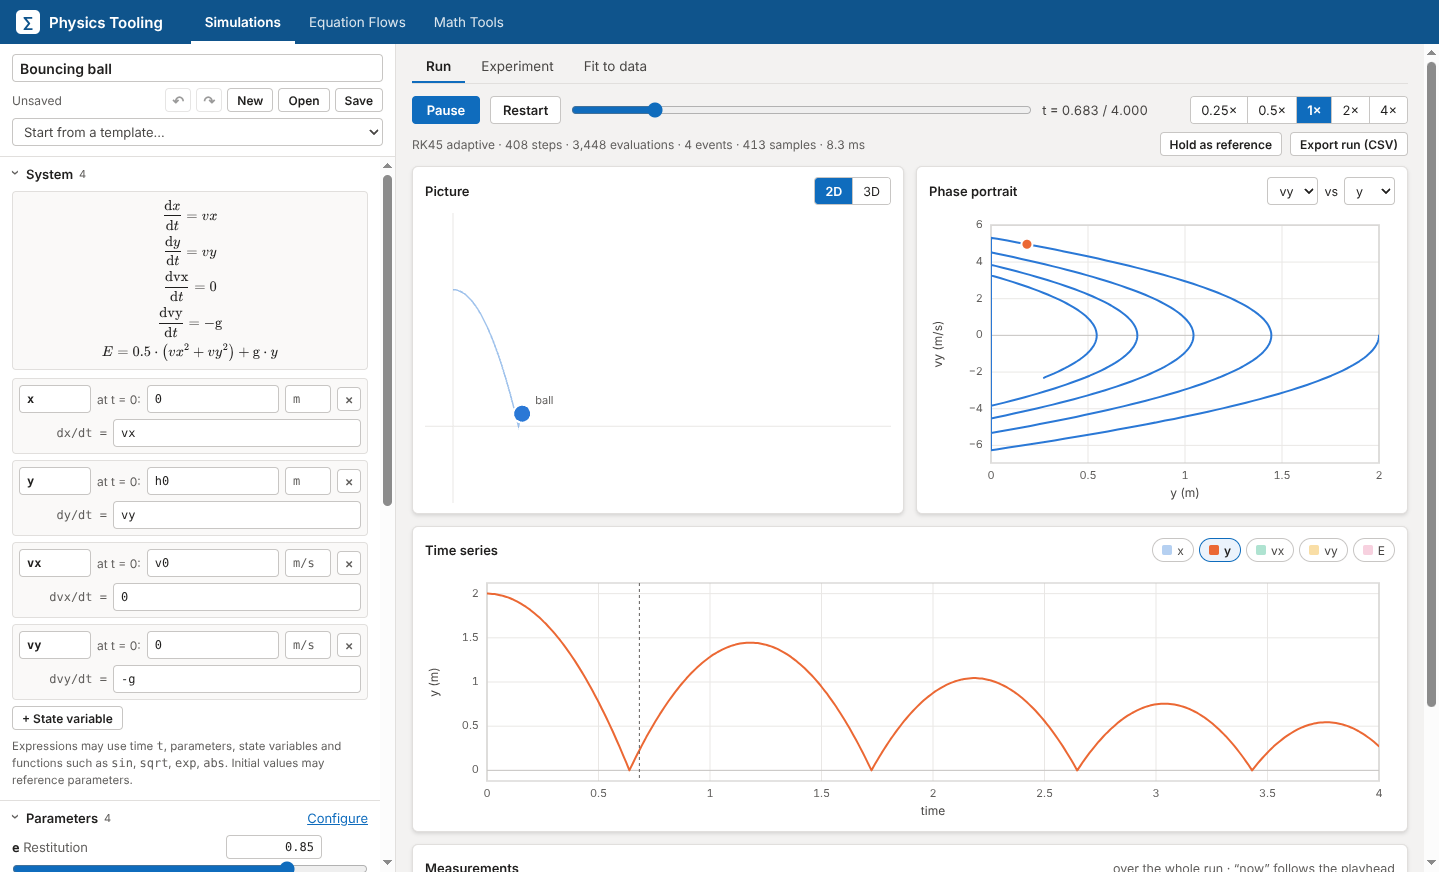 Σ Physics Tooling Simulations Equation Flows Math Tools
Bouncing ball
Unsaved ↶ ↷ New Open Save
Start from a template...
System 4
dx/dt = vx
dy/dt = vy
dvx/dt = 0
dvy/dt = −g
E = 0.5 · (vx² + vy²) + g · y
x at t = 0: 0 m ×
dx/dt = vx
y at t = 0: h0 m ×
dy/dt = vy
vx at t = 0: v0 m/s ×
dvx/dt = 0
vy at t = 0: 0 m/s ×
dvy/dt = -g
+ State variable
Expressions may use time t, parameters, state variables and
functions such as sin, sqrt, exp, abs. Initial values may
reference parameters.
Parameters 4 Configure
e Restitution 0.85
Run Experiment Fit to data
Pause Restart t = 0.683 / 4.000 0.25× 0.5× 1× 2× 4×
RK45 adaptive · 408 steps · 3,448 evaluations · 4 events · 413 samples · 8.3 ms Hold as reference Export run (CSV)
Picture 2D 3D
ball
Phase portrait vy vs y
6
4
2
0
−2
−4
−6
vy (m/s)
0 0.5 1 1.5 2
y (m)
Time series x y vx vy E
2
1.5
1
0.5
0
y (m)
0 0.5 1 1.5 2 2.5 3 3.5 4
time
Measurements over the whole run · “now” follows the playhead